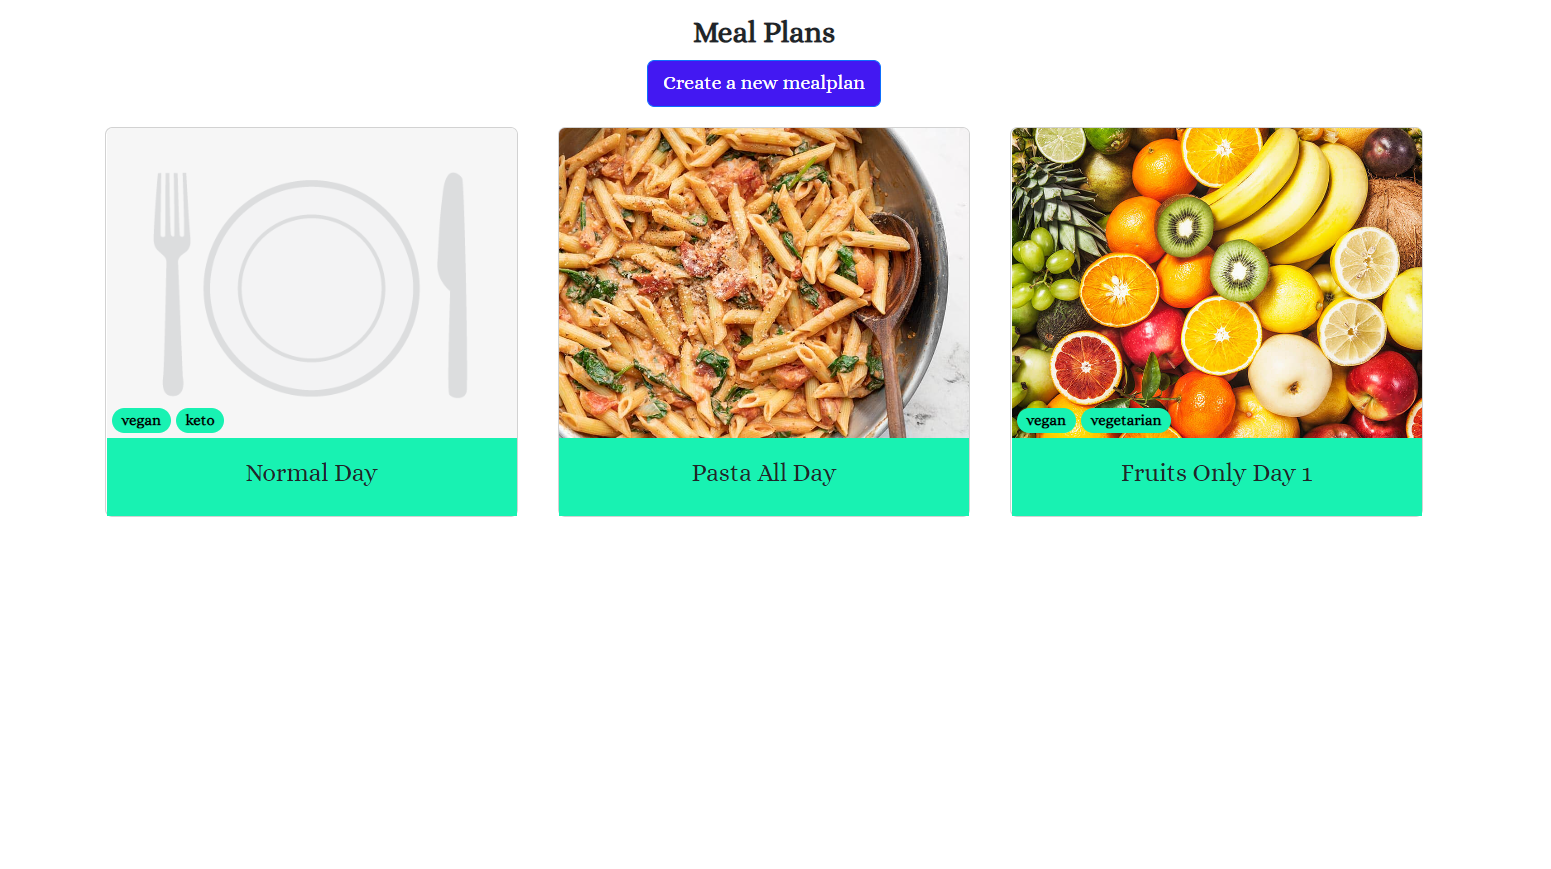 Meal Plans
Create a new mealplan
vegan keto
Normal Day
Pasta All Day
vegan vegetarian
Fruits Only Day 1